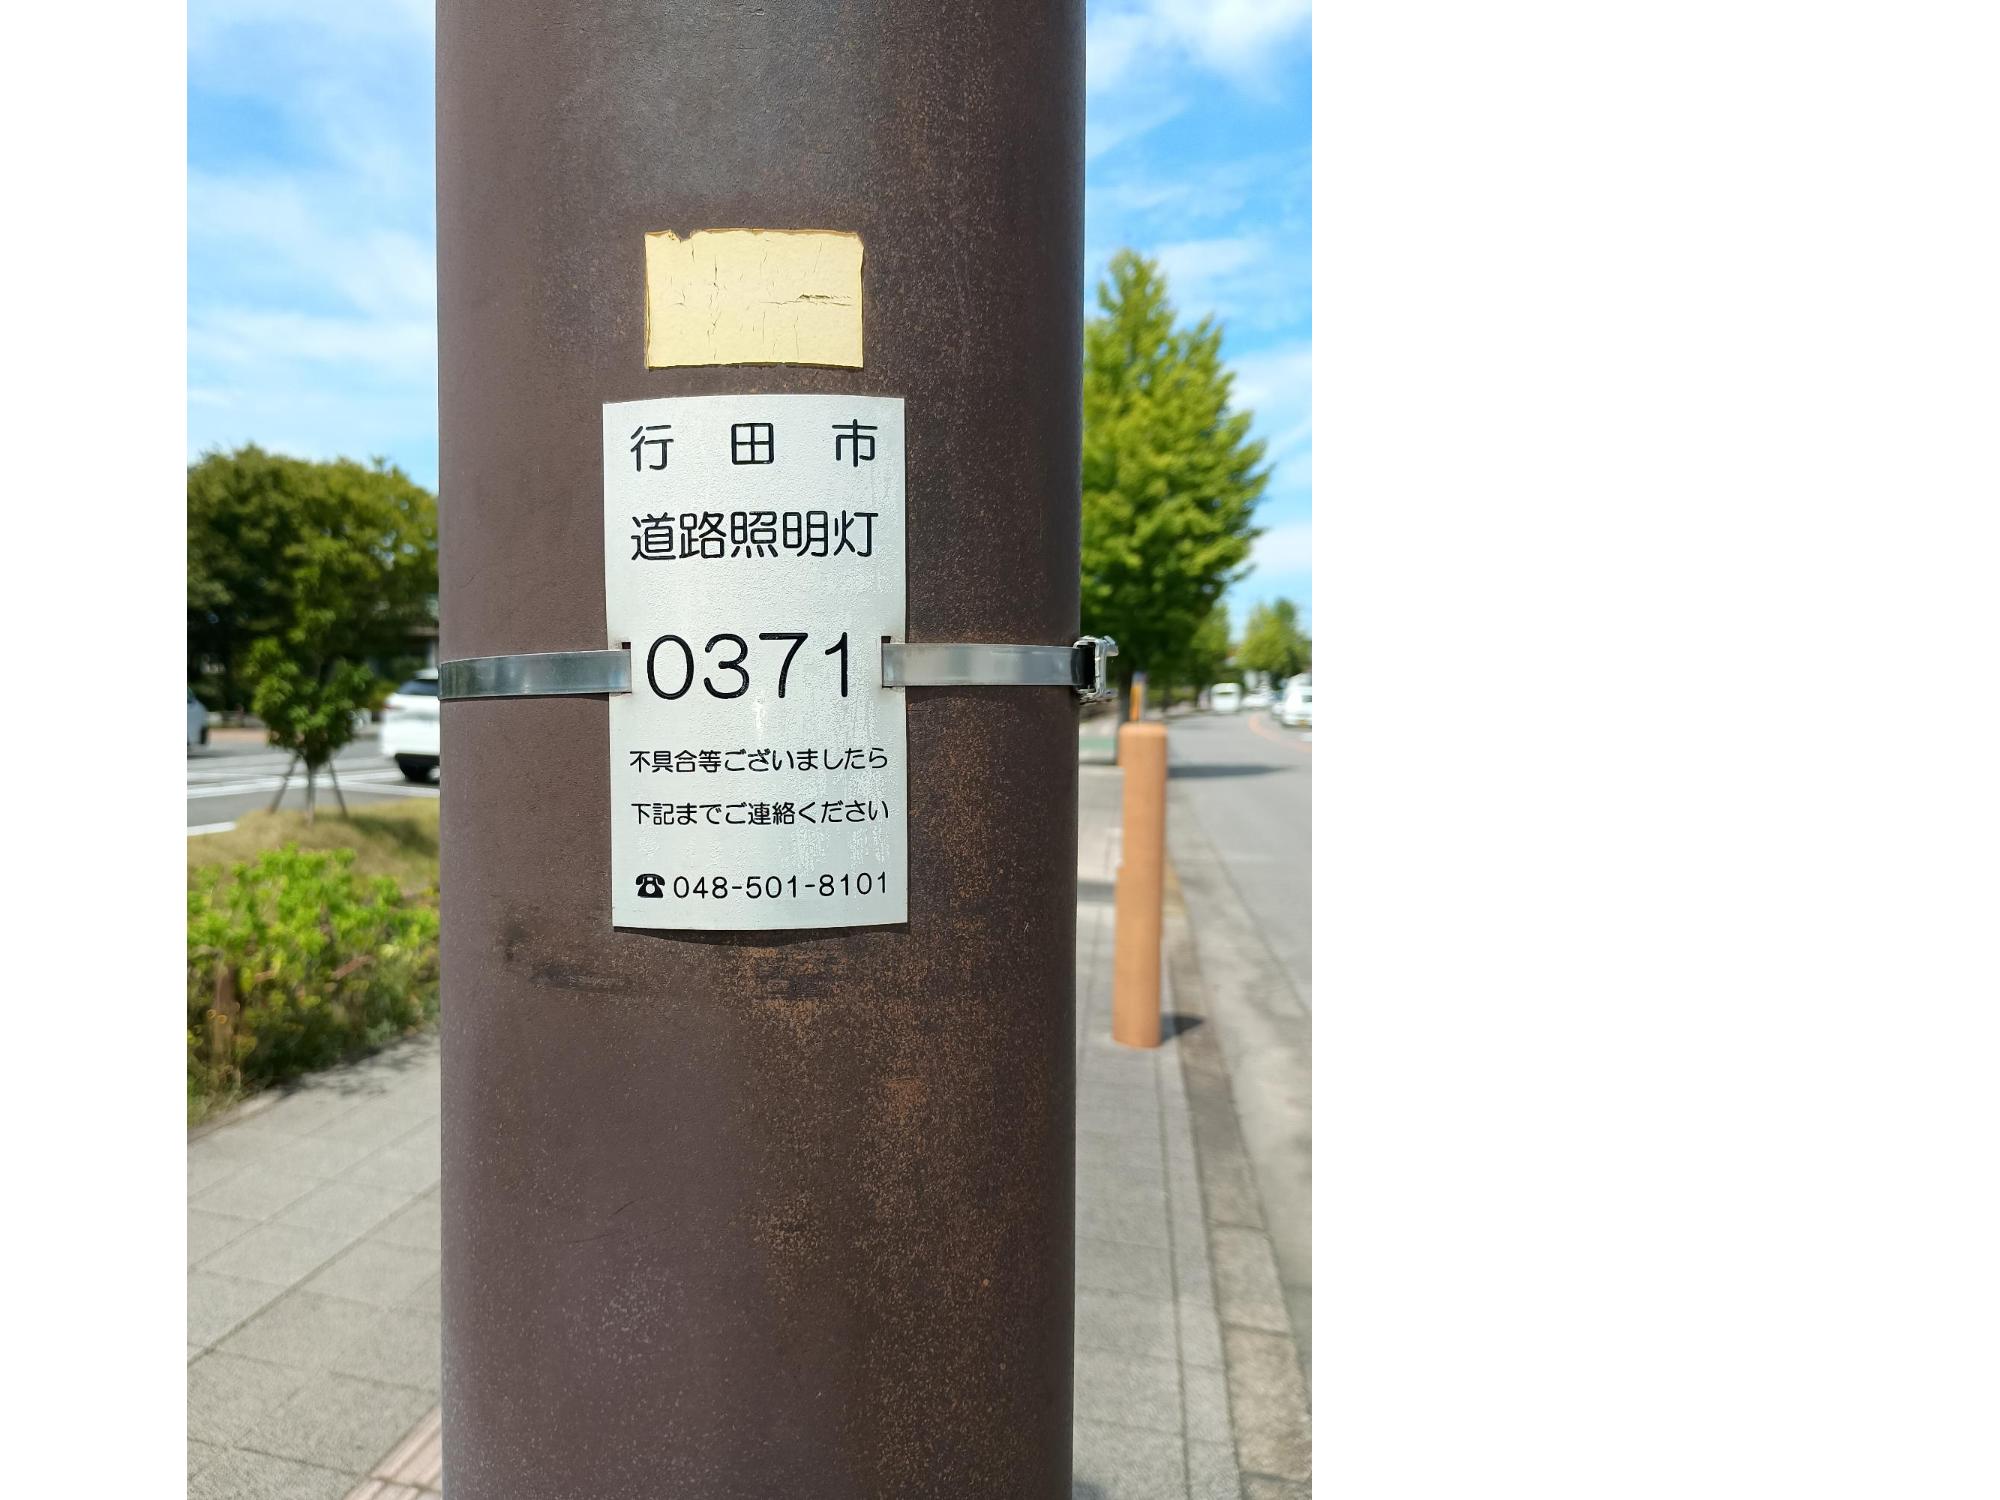 行田市
道路照明灯
0371
不具合等ございましたら
下記までご連絡ください
☎048-501-8101